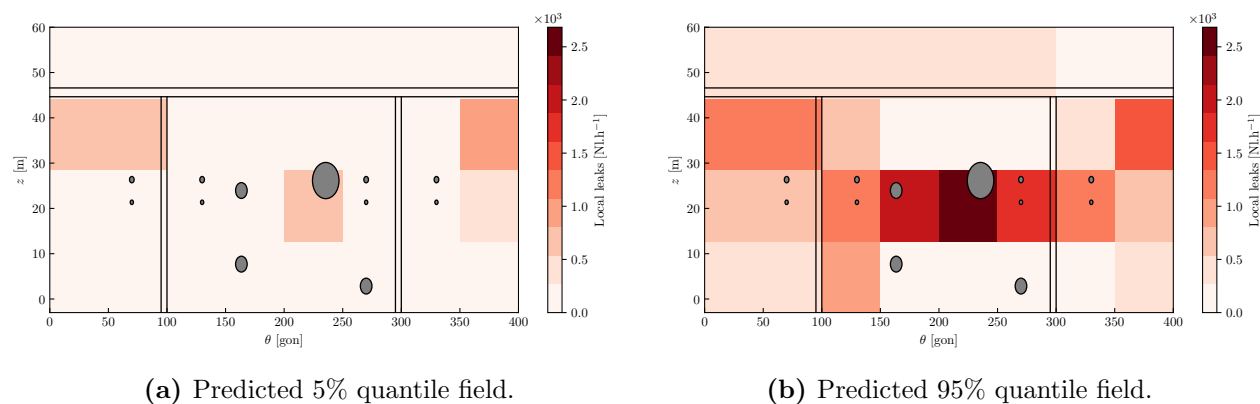 ×10³
60
50
40
30
20
10
0
z [m]
0 50 100 150 200 250 300 350 400
θ [gon]
2.5
2.0
1.5
1.0
0.5
0.0
Local leaks [Nl.h⁻¹]
(a) Predicted 5% quantile field.
×10³
60
50
40
30
20
10
0
z [m]
0 50 100 150 200 250 300 350 400
θ [gon]
2.5
2.0
1.5
1.0
0.5
0.0
Local leaks [Nl.h⁻¹]
(b) Predicted 95% quantile field.